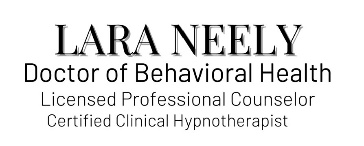 LARA NEELY
Doctor of Behavioral Health
Licensed Professional Counselor
Certified Clinical Hypnotherapist